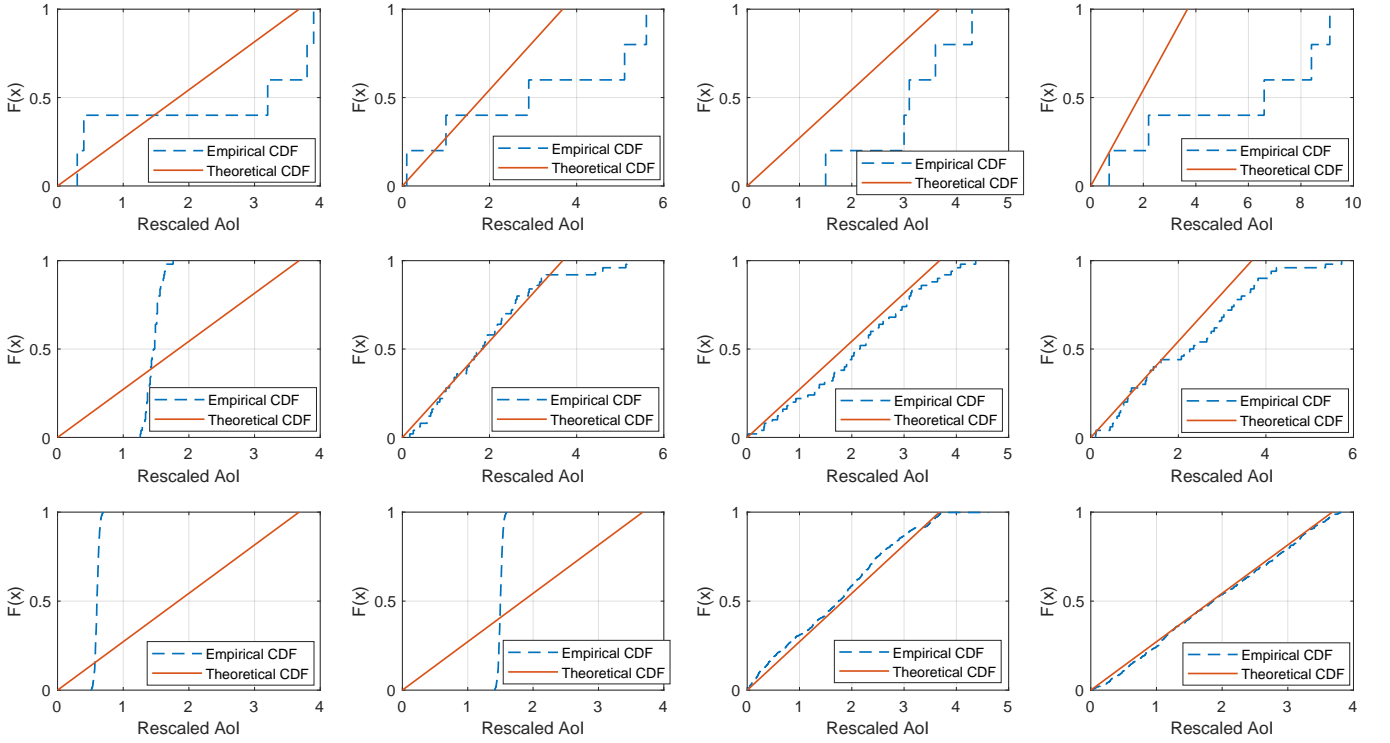 1
0.5
0
F(x)
0 1 2 3 4
Rescaled AoI
Empirical CDF
Theoretical CDF
1
0.5
0
F(x)
0 2 4 6
Rescaled AoI
Empirical CDF
Theoretical CDF
1
0.5
0
F(x)
0 1 2 3 4 5
Rescaled AoI
Empirical CDF
Theoretical CDF
1
0.5
0
F(x)
0 2 4 6 8 10
Rescaled AoI
Empirical CDF
Theoretical CDF
1
0.5
0
F(x)
0 1 2 3 4
Rescaled AoI
Empirical CDF
Theoretical CDF
1
0.5
0
F(x)
0 2 4 6
Rescaled AoI
Empirical CDF
Theoretical CDF
1
0.5
0
F(x)
0 1 2 3 4 5
Rescaled AoI
Empirical CDF
Theoretical CDF
1
0.5
0
F(x)
0 2 4 6
Rescaled AoI
Empirical CDF
Theoretical CDF
1
0.5
0
F(x)
0 1 2 3 4
Rescaled AoI
Empirical CDF
Theoretical CDF
1
0.5
0
F(x)
0 1 2 3 4
Rescaled AoI
Empirical CDF
Theoretical CDF
1
0.5
0
F(x)
0 1 2 3 4 5
Rescaled AoI
Empirical CDF
Theoretical CDF
1
0.5
0
F(x)
0 1 2 3 4
Rescaled AoI
Empirical CDF
Theoretical CDF